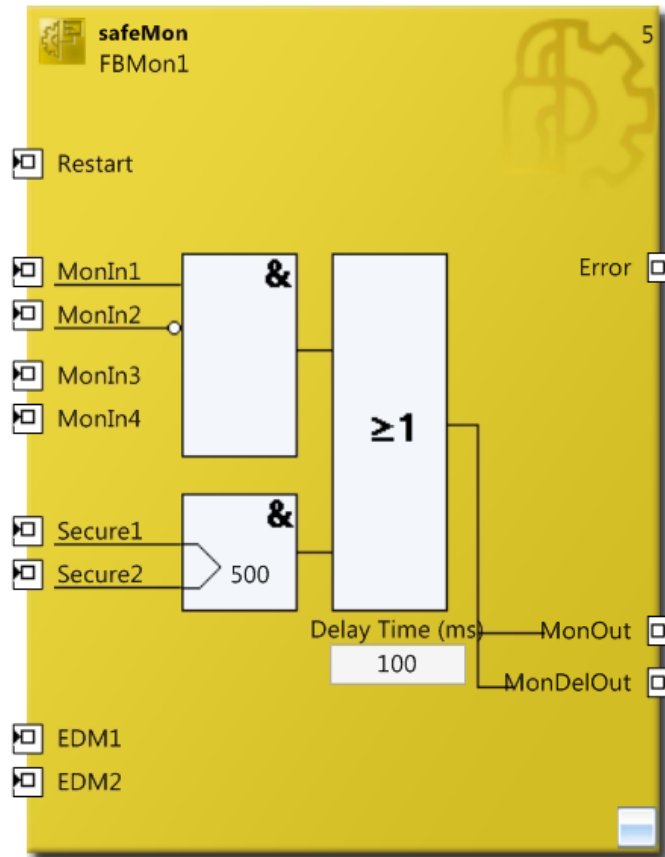 safeMon
5
FBMon1
Restart
MonIn1
&
Error
MonIn2
MonIn3
MonIn4
≥1
&
Secure1
Secure2
500
Delay Time (ms)
MonOut
100
MonDelOut
EDM1
EDM2